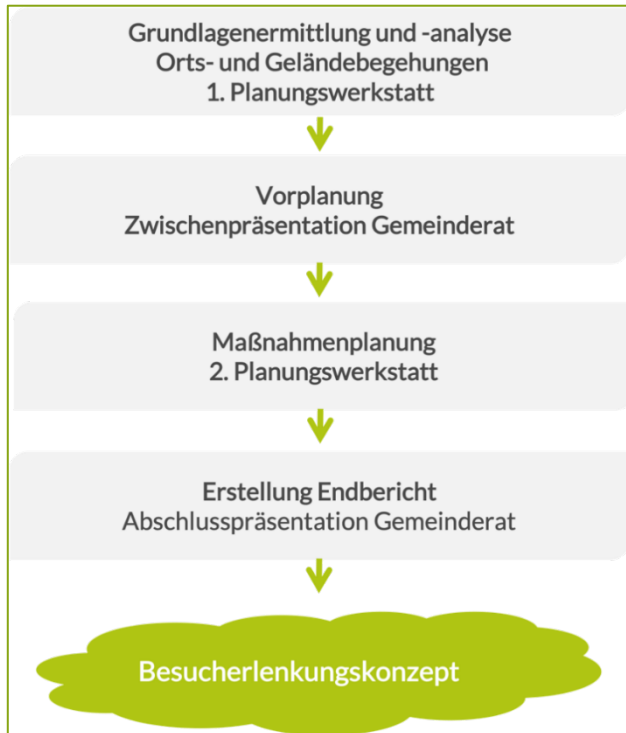 Grundlagenermittlung und -analyse
Orts- und Geländebegehungen
1. Planungswerkstatt
Vorplanung
Zwischenpräsentation Gemeinderat
Maßnahmenplanung
2. Planungswerkstatt
Erstellung Endbericht
Abschlusspräsentation Gemeinderat
Besucherlenkungskonzept